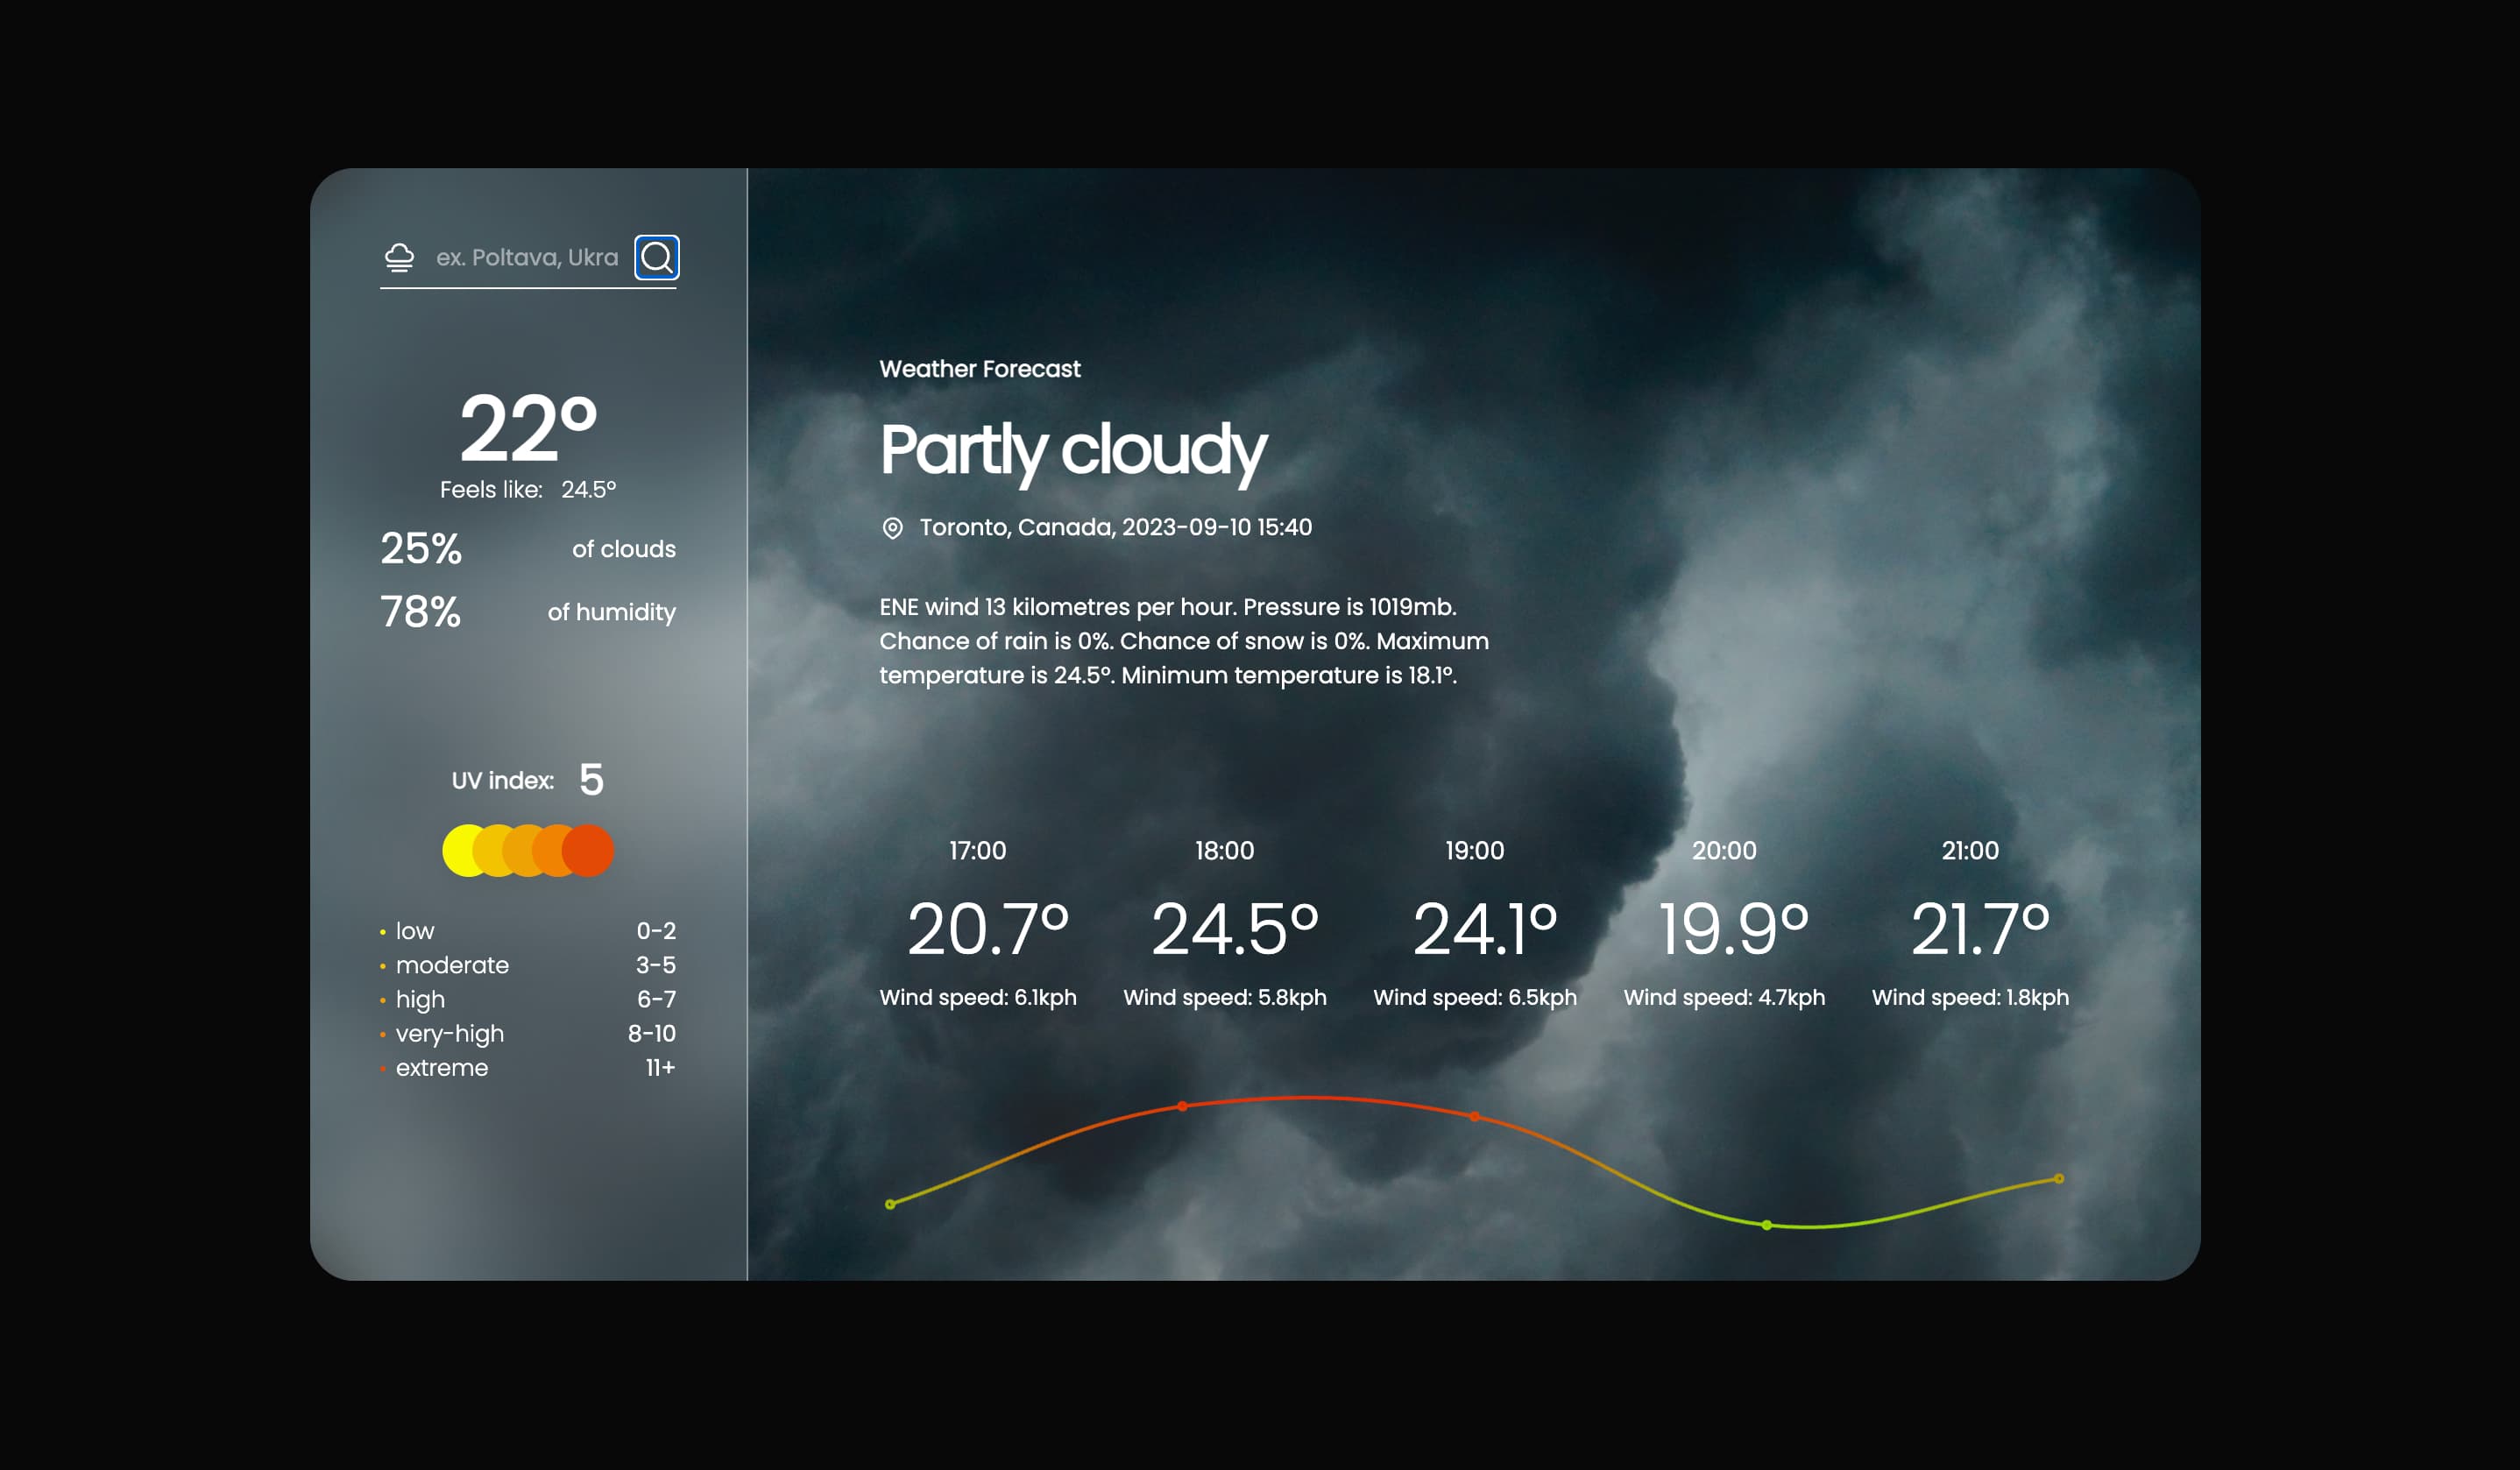 ex. Poltava, Ukra
22°
Feels like: 24.5°
25% of clouds
78% of humidity
UV index: 5
low 0-2
moderate 3-5
high 6-7
very-high 8-10
extreme 11+
Weather Forecast
Partly cloudy
Toronto, Canada, 2023-09-10 15:40
ENE wind 13 kilometres per hour. Pressure is 1019mb.
Chance of rain is 0%. Chance of snow is 0%. Maximum
temperature is 24.5°. Minimum temperature is 18.1°.
17:00 18:00 19:00 20:00 21:00
20.7° 24.5° 24.1° 19.9° 21.7°
Wind speed: 6.1kph Wind speed: 5.8kph Wind speed: 6.5kph Wind speed: 4.7kph Wind speed: 1.8kph